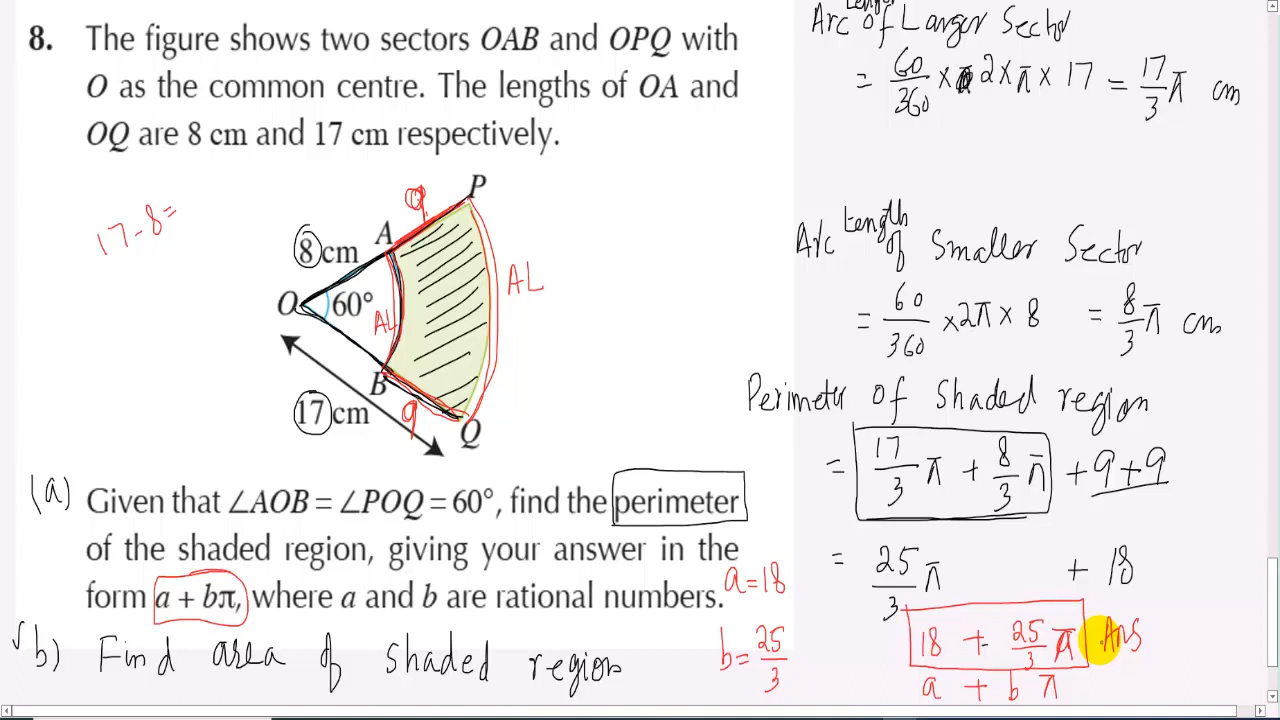 8. The figure shows two sectors OAB and OPQ with
O as the common centre. The lengths of OA and
OQ are 8 cm and 17 cm respectively.
17-8=
P
9
A
8 cm
O
60°
AL
AL
B
17 cm
9
Q
(a) Given that ∠AOB = ∠POQ = 60°, find the perimeter
of the shaded region, giving your answer in the
form a + bπ, where a and b are rational numbers.
a=18
b) Find area of shaded region
b = 25/3
Length
Arc of Larger Sector
= 60/360 × 2 × π × 17 = 17/3 π cm
Length
Arc of Smaller Sector
= 60/360 × 2π × 8 = 8/3 π cm
Perimeter of shaded region
= 17/3 π + 8/3 π + 9+9
= 25/3 π + 18
18 + 25/3 π Ans
a + b π